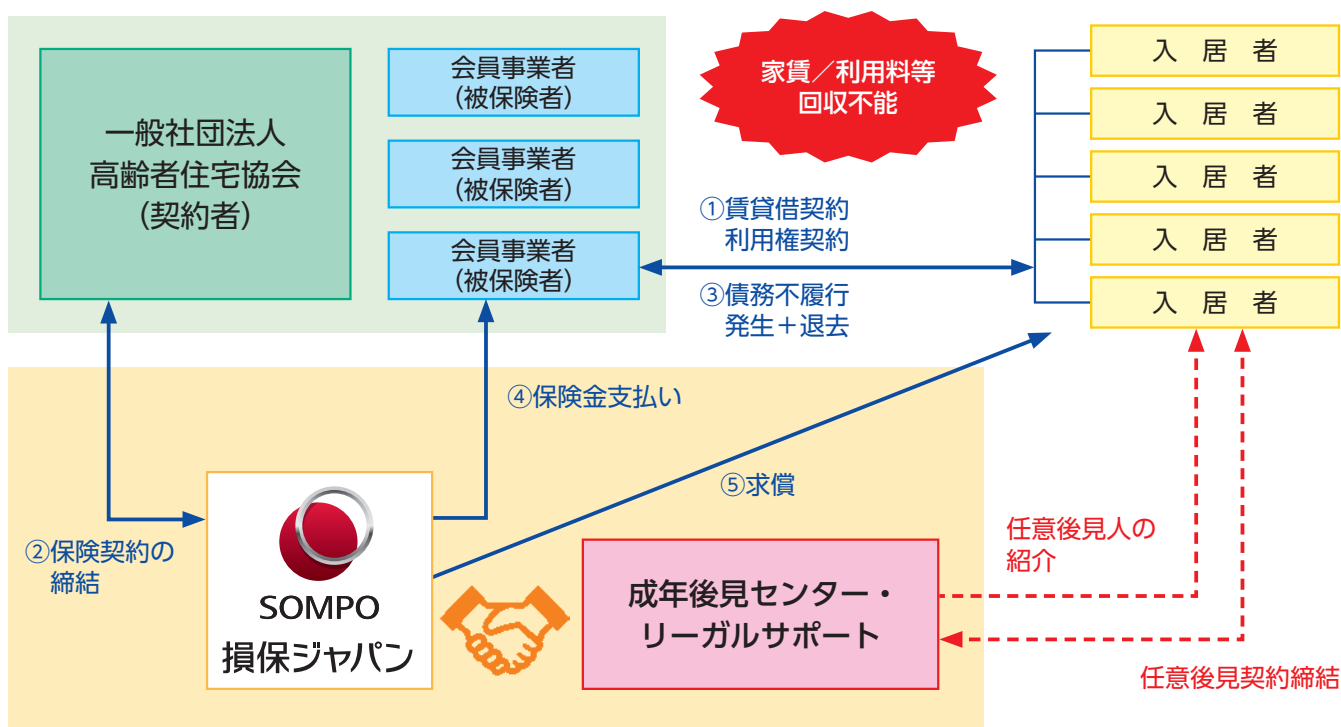 一般社団法人
高齢者住宅協会
(契約者)
会員事業者
(被保険者)
会員事業者
(被保険者)
会員事業者
(被保険者)
家賃／利用料等
回収不能
入居者
入居者
入居者
入居者
入居者
①賃貸借契約
利用権契約
③債務不履行
発生＋退去
④保険金支払い
⑤求償
②保険契約の
締結
SOMPO
損保ジャパン
成年後見センター・
リーガルサポート
任意後見人の
紹介
任意後見契約締結